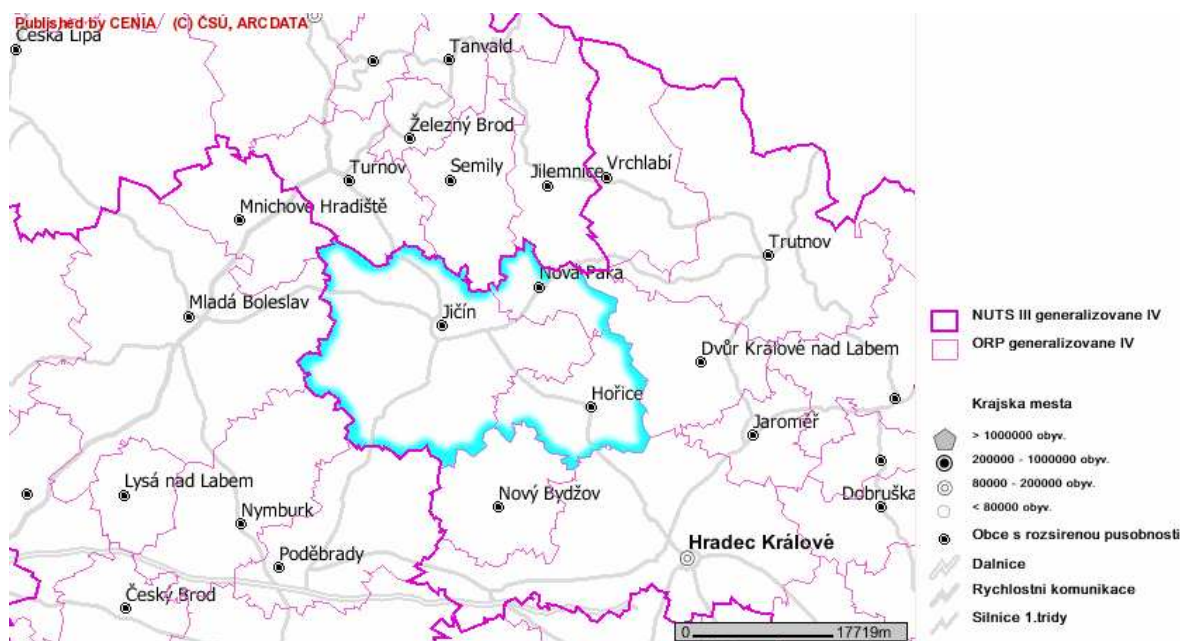 Published by CENIA/ (C) ČSÚ, ARCDATA
Česká Lípa
Tanvald
Železný Brod
Turnov
Semily
Jilemnice
Vrchlabí
Mnichovo Hradiště
Trutnov
Nová Paka
Mladá Boleslav
Jičín
Dvůr Králové nad Labem
Hořice
Jaroměř
Lysá nad Labem
Nový Bydžov
Dobruška
Nymburk
Poděbrady
Hradec Králové
Český Brod
0 17719m
NUTS III generalizovane IV
ORP generalizovane IV
Krajska mesta
> 1000000 obyv.
200000 - 1000000 obyv.
80000 - 200000 obyv.
< 80000 obyv.
Obce s rozsirenou pusobnosti
Dalnice
Rychlostni komunikace
Silnice 1.tridy